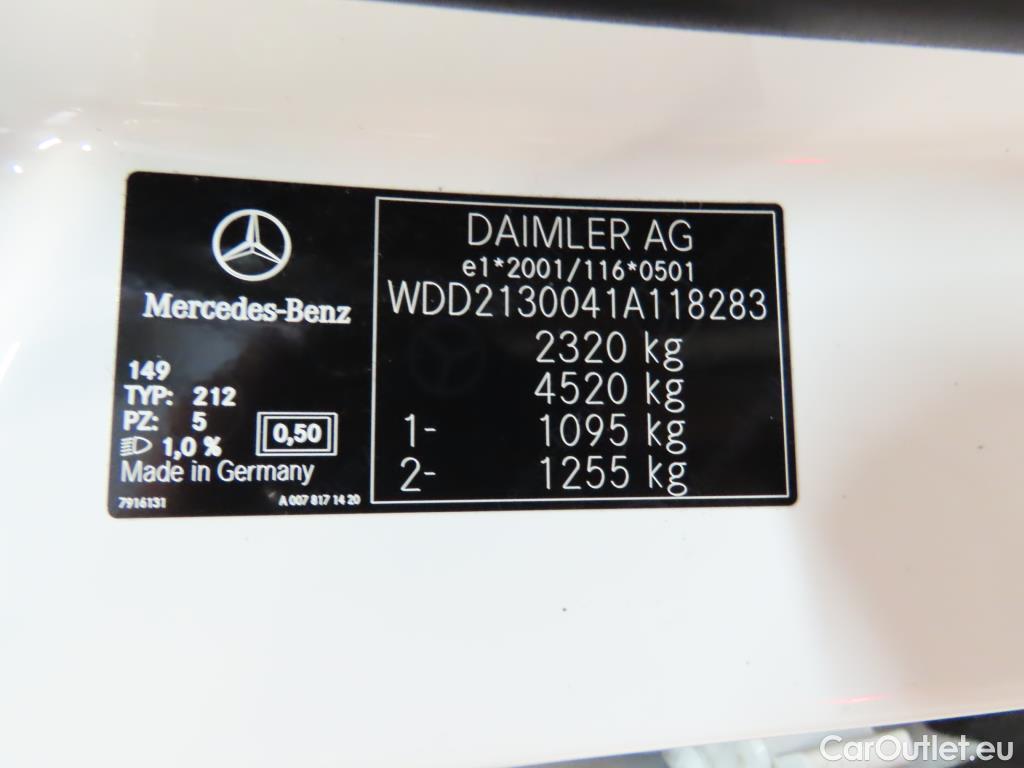 Mercedes-Benz
149
TYP: 212
PZ: 5
1,0 %
0,50
Made in Germany
7916131
A 007 817 14 20
DAIMLER AG
e1*2001/116*0501
WDD2130041A118283
2320 kg
4520 kg
1- 1095 kg
2- 1255 kg
CarOutlet.eu